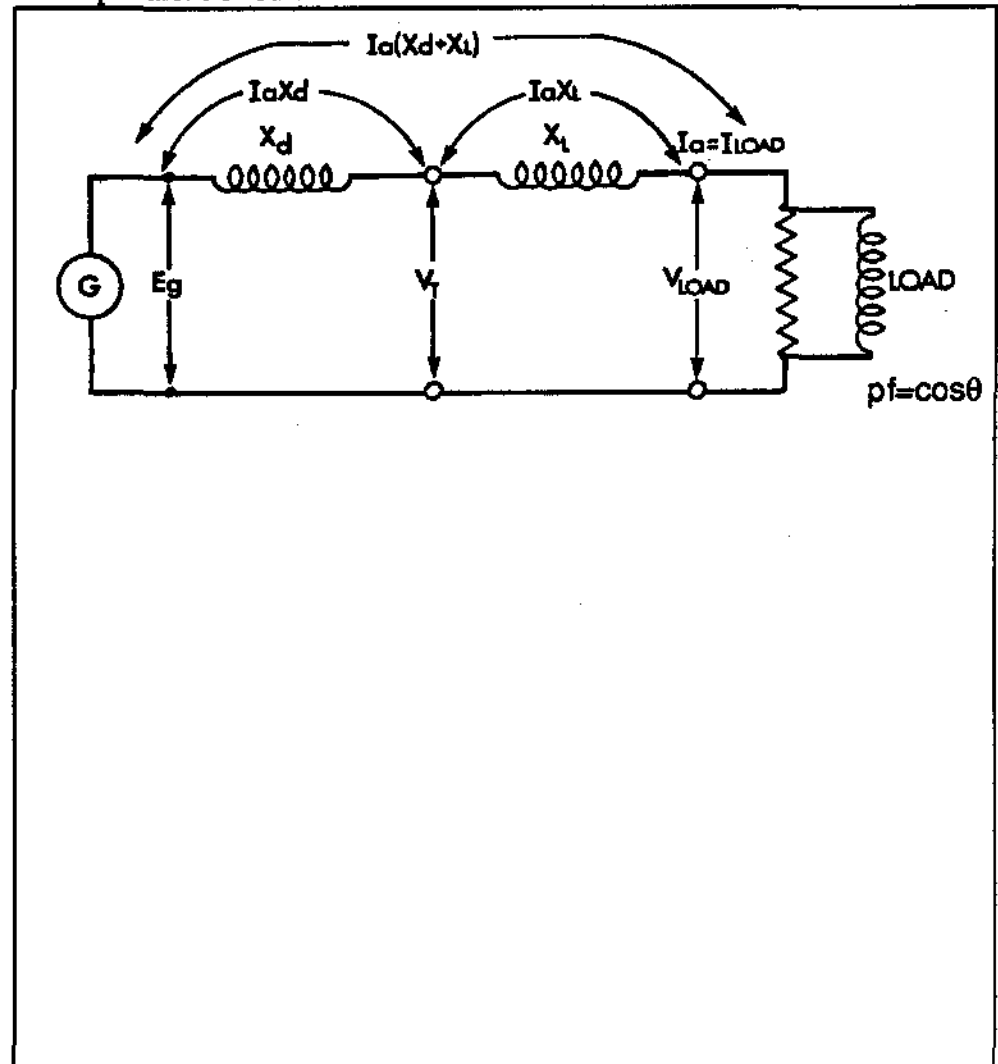 Ia(Xd+Xt)
IaXd
IaXt
Xd
Xt
Ia=ILOAD
G
Eg
VT
VLOAD
LOAD
pf=cosθ